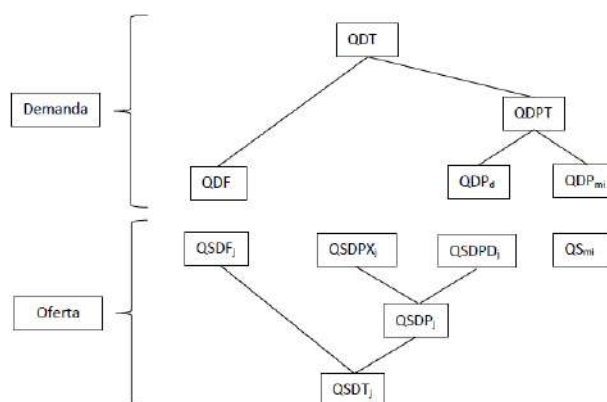 QDT
Demanda
QDPT
QDF
QDPd
QDPmi
QSDFj
QSDPXj
QSDPDj
QSmi
Oferta
QSDPj
QSDTj